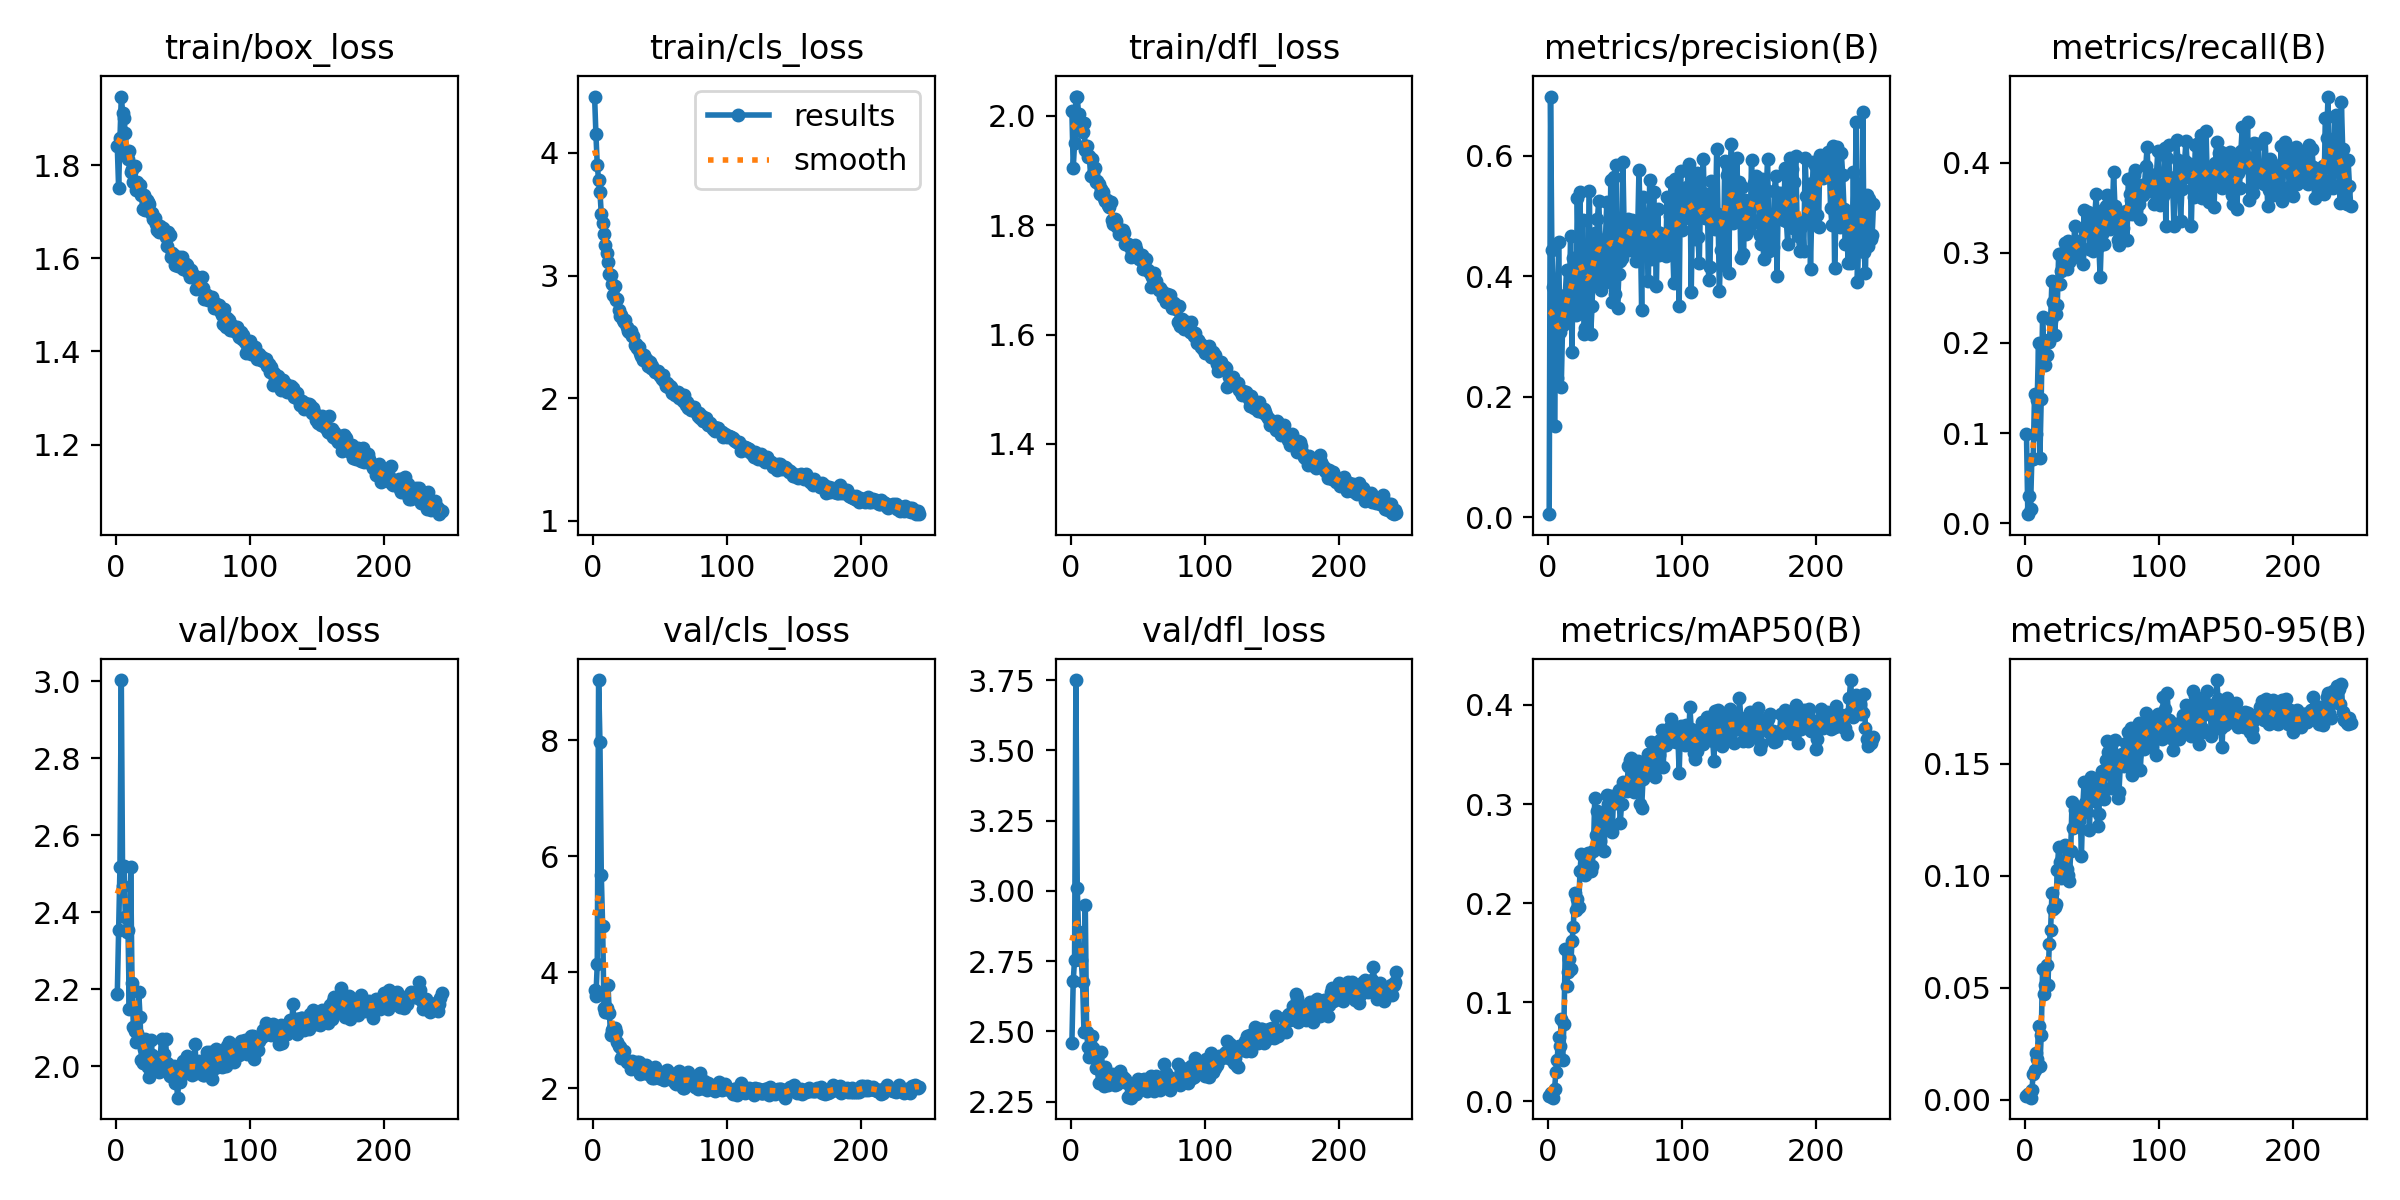 train/box_loss
1.8
1.6
1.4
1.2
0 100 200
train/cls_loss
results
smooth
4
3
2
1
0 100 200
train/dfl_loss
2.0
1.8
1.6
1.4
0 100 200
metrics/precision(B)
0.6
0.4
0.2
0.0
0 100 200
metrics/recall(B)
0.4
0.3
0.2
0.1
0.0
0 100 200
val/box_loss
3.0
2.8
2.6
2.4
2.2
2.0
0 100 200
val/cls_loss
8
6
4
2
0 100 200
val/dfl_loss
3.75
3.50
3.25
3.00
2.75
2.50
2.25
0 100 200
metrics/mAP50(B)
0.4
0.3
0.2
0.1
0.0
0 100 200
metrics/mAP50-95(B)
0.15
0.10
0.05
0.00
0 100 200